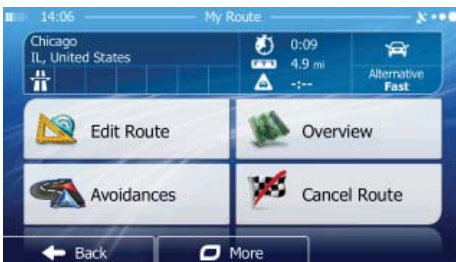 14:06 My Route
Chicago
IL, United States
0:09
4.9 mi
-:--
Alternative
Fast
Edit Route
Overview
Avoidances
Cancel Route
Back
More